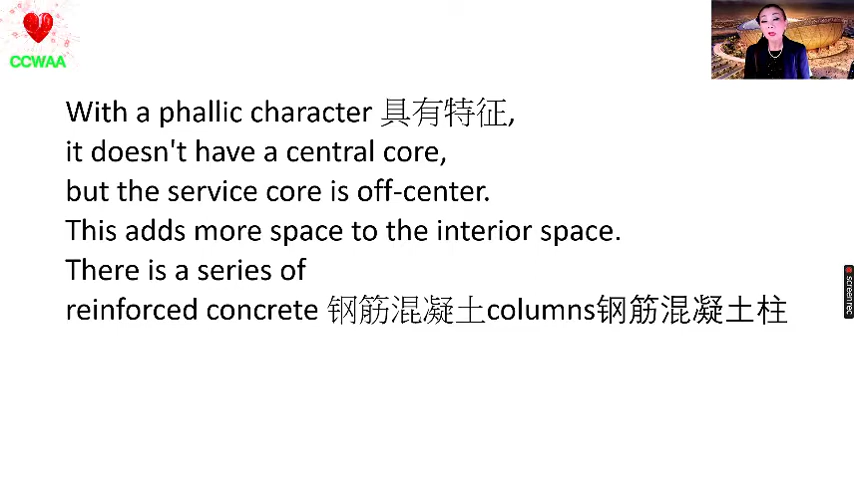 CCWAA
With a phallic character 具有特征,
it doesn't have a central core,
but the service core is off-center.
This adds more space to the interior space.
There is a series of
reinforced concrete 钢筋混凝土columns钢筋混凝土柱
screenrec